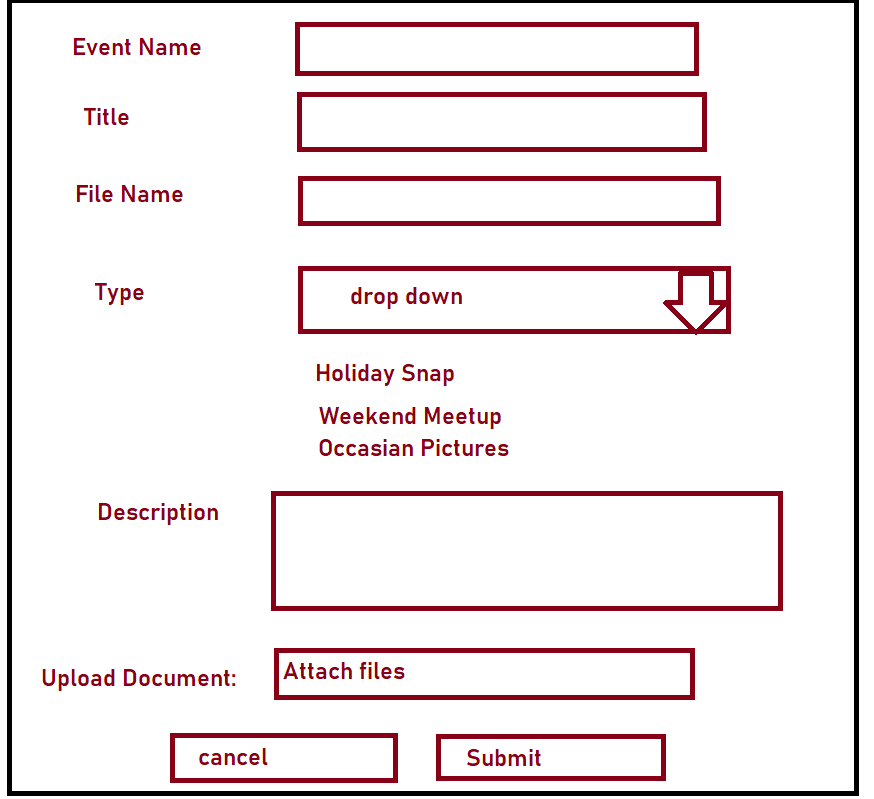 Event Name
Title
File Name
Type
drop down
Holiday Snap
Weekend Meetup
Occasian Pictures
Description
Upload Document:
Attach files
cancel
Submit